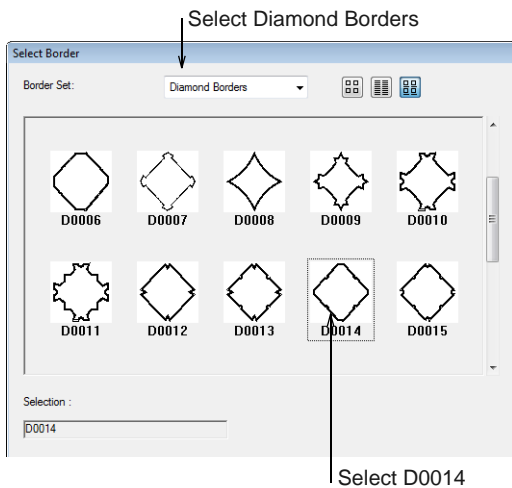 Select Diamond Borders
Select Border
Border Set: Diamond Borders
D0006 D0007 D0008 D0009 D0010
D0011 D0012 D0013 D0014 D0015
Selection :
D0014
Select D0014